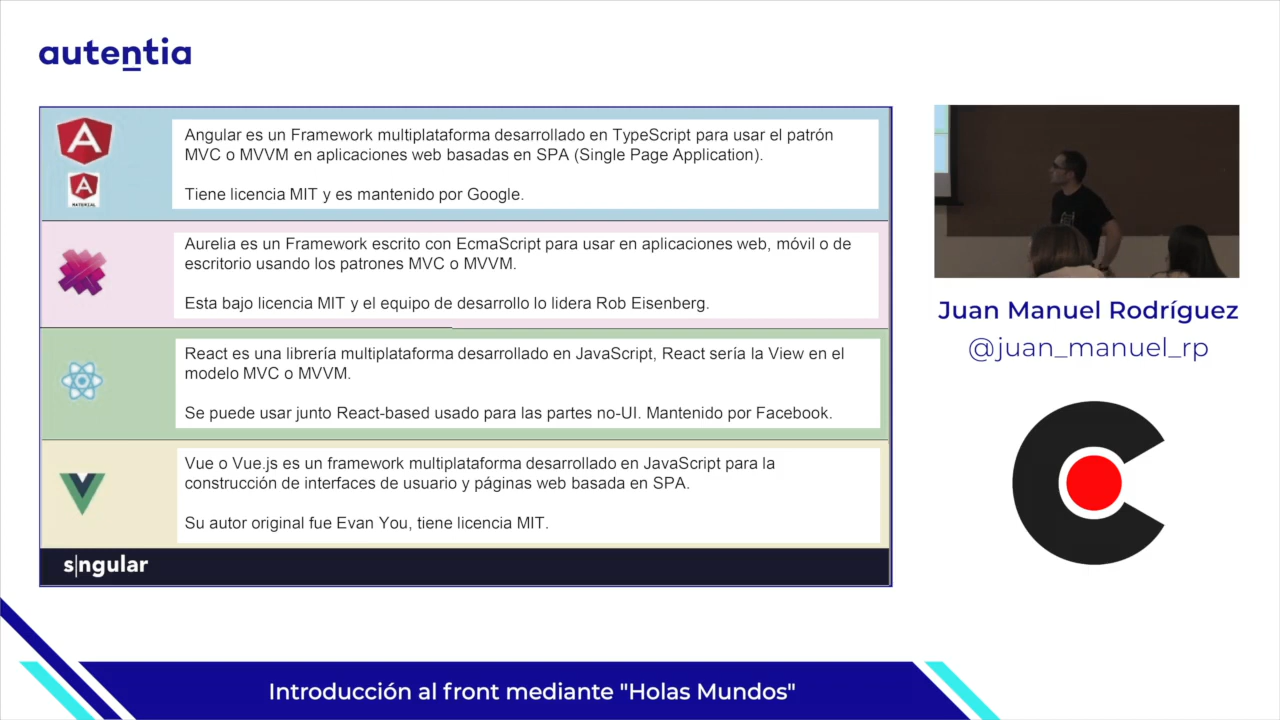 autentia
Angular es un Framework multiplataforma desarrollado en TypeScript para usar el patrón
MVC o MVVM en aplicaciones web basadas en SPA (Single Page Application).
Tiene licencia MIT y es mantenido por Google.
MATERIAL
Aurelia es un Framework escrito con EcmaScript para usar en aplicaciones web, móvil o de
escritorio usando los patrones MVC o MVVM.
Esta bajo licencia MIT y el equipo de desarrollo lo lidera Rob Eisenberg.
React es una librería multiplataforma desarrollado en JavaScript, React sería la View en el
modelo MVC o MVVM.
Se puede usar junto React-based usado para las partes no-UI. Mantenido por Facebook.
Vue o Vue.js es un framework multiplataforma desarrollado en JavaScript para la
construcción de interfaces de usuario y páginas web basada en SPA.
Su autor original fue Evan You, tiene licencia MIT.
s|ngular
Juan Manuel Rodríguez
@juan_manuel_rp
Introducción al front mediante "Holas Mundos"